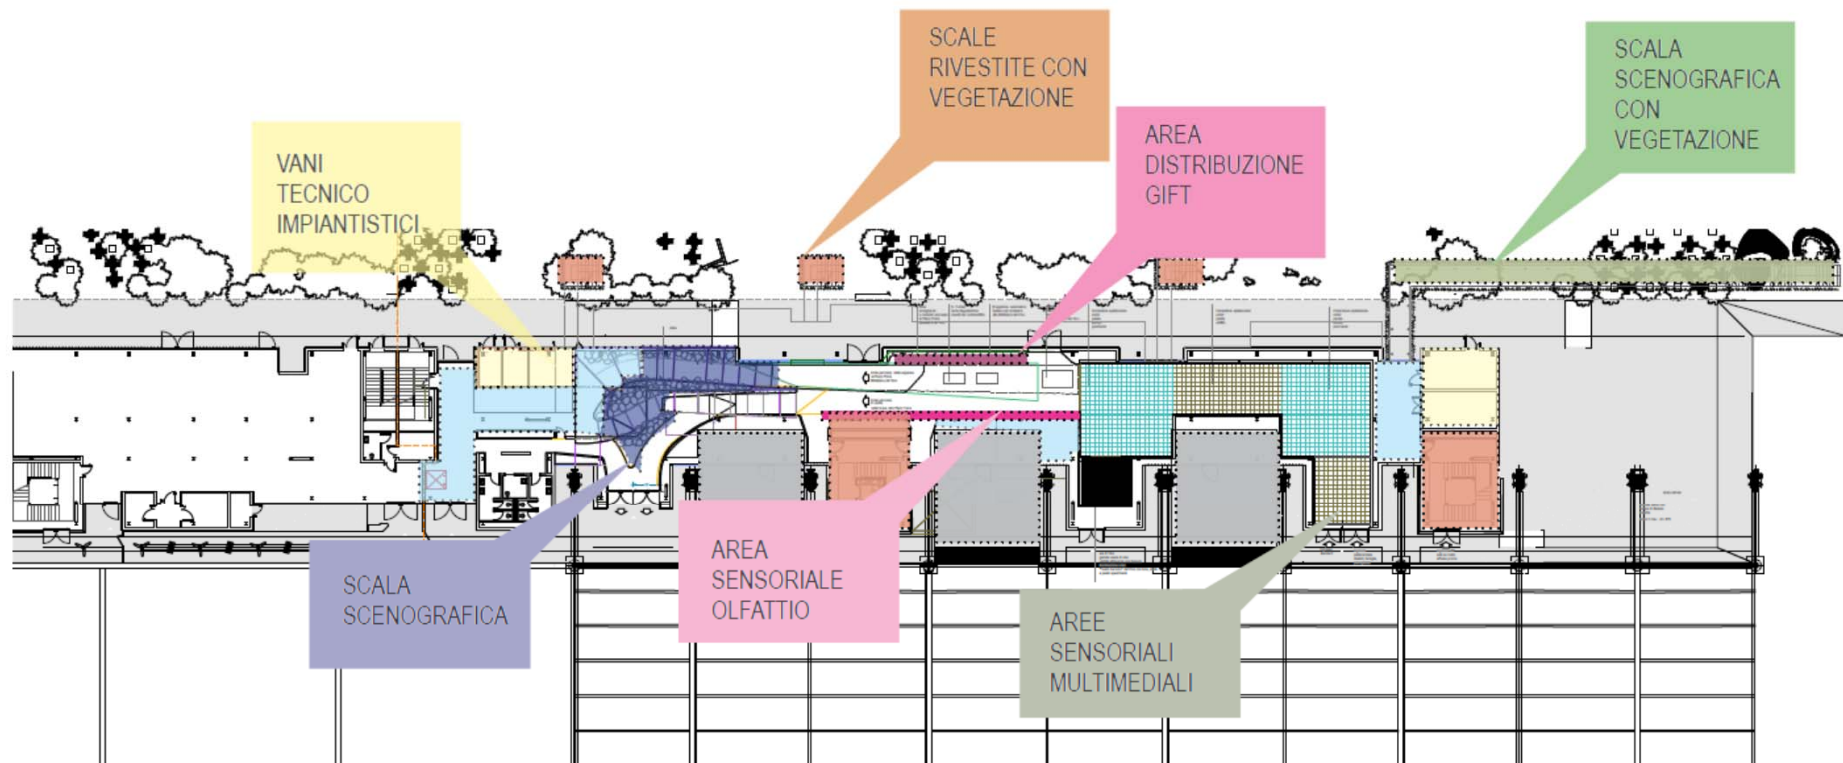 SCALE
RIVESTITE CON
VEGETAZIONE
SCALA
SCENOGRAFICA
CON
VEGETAZIONE
AREA
DISTRIBUZIONE
GIFT
VANI
TECNICO
IMPIANTISTICI
SCALA
SCENOGRAFICA
AREA
SENSORIALE
OLFATTIO
AREE
SENSORIALI
MULTIMEDIALI